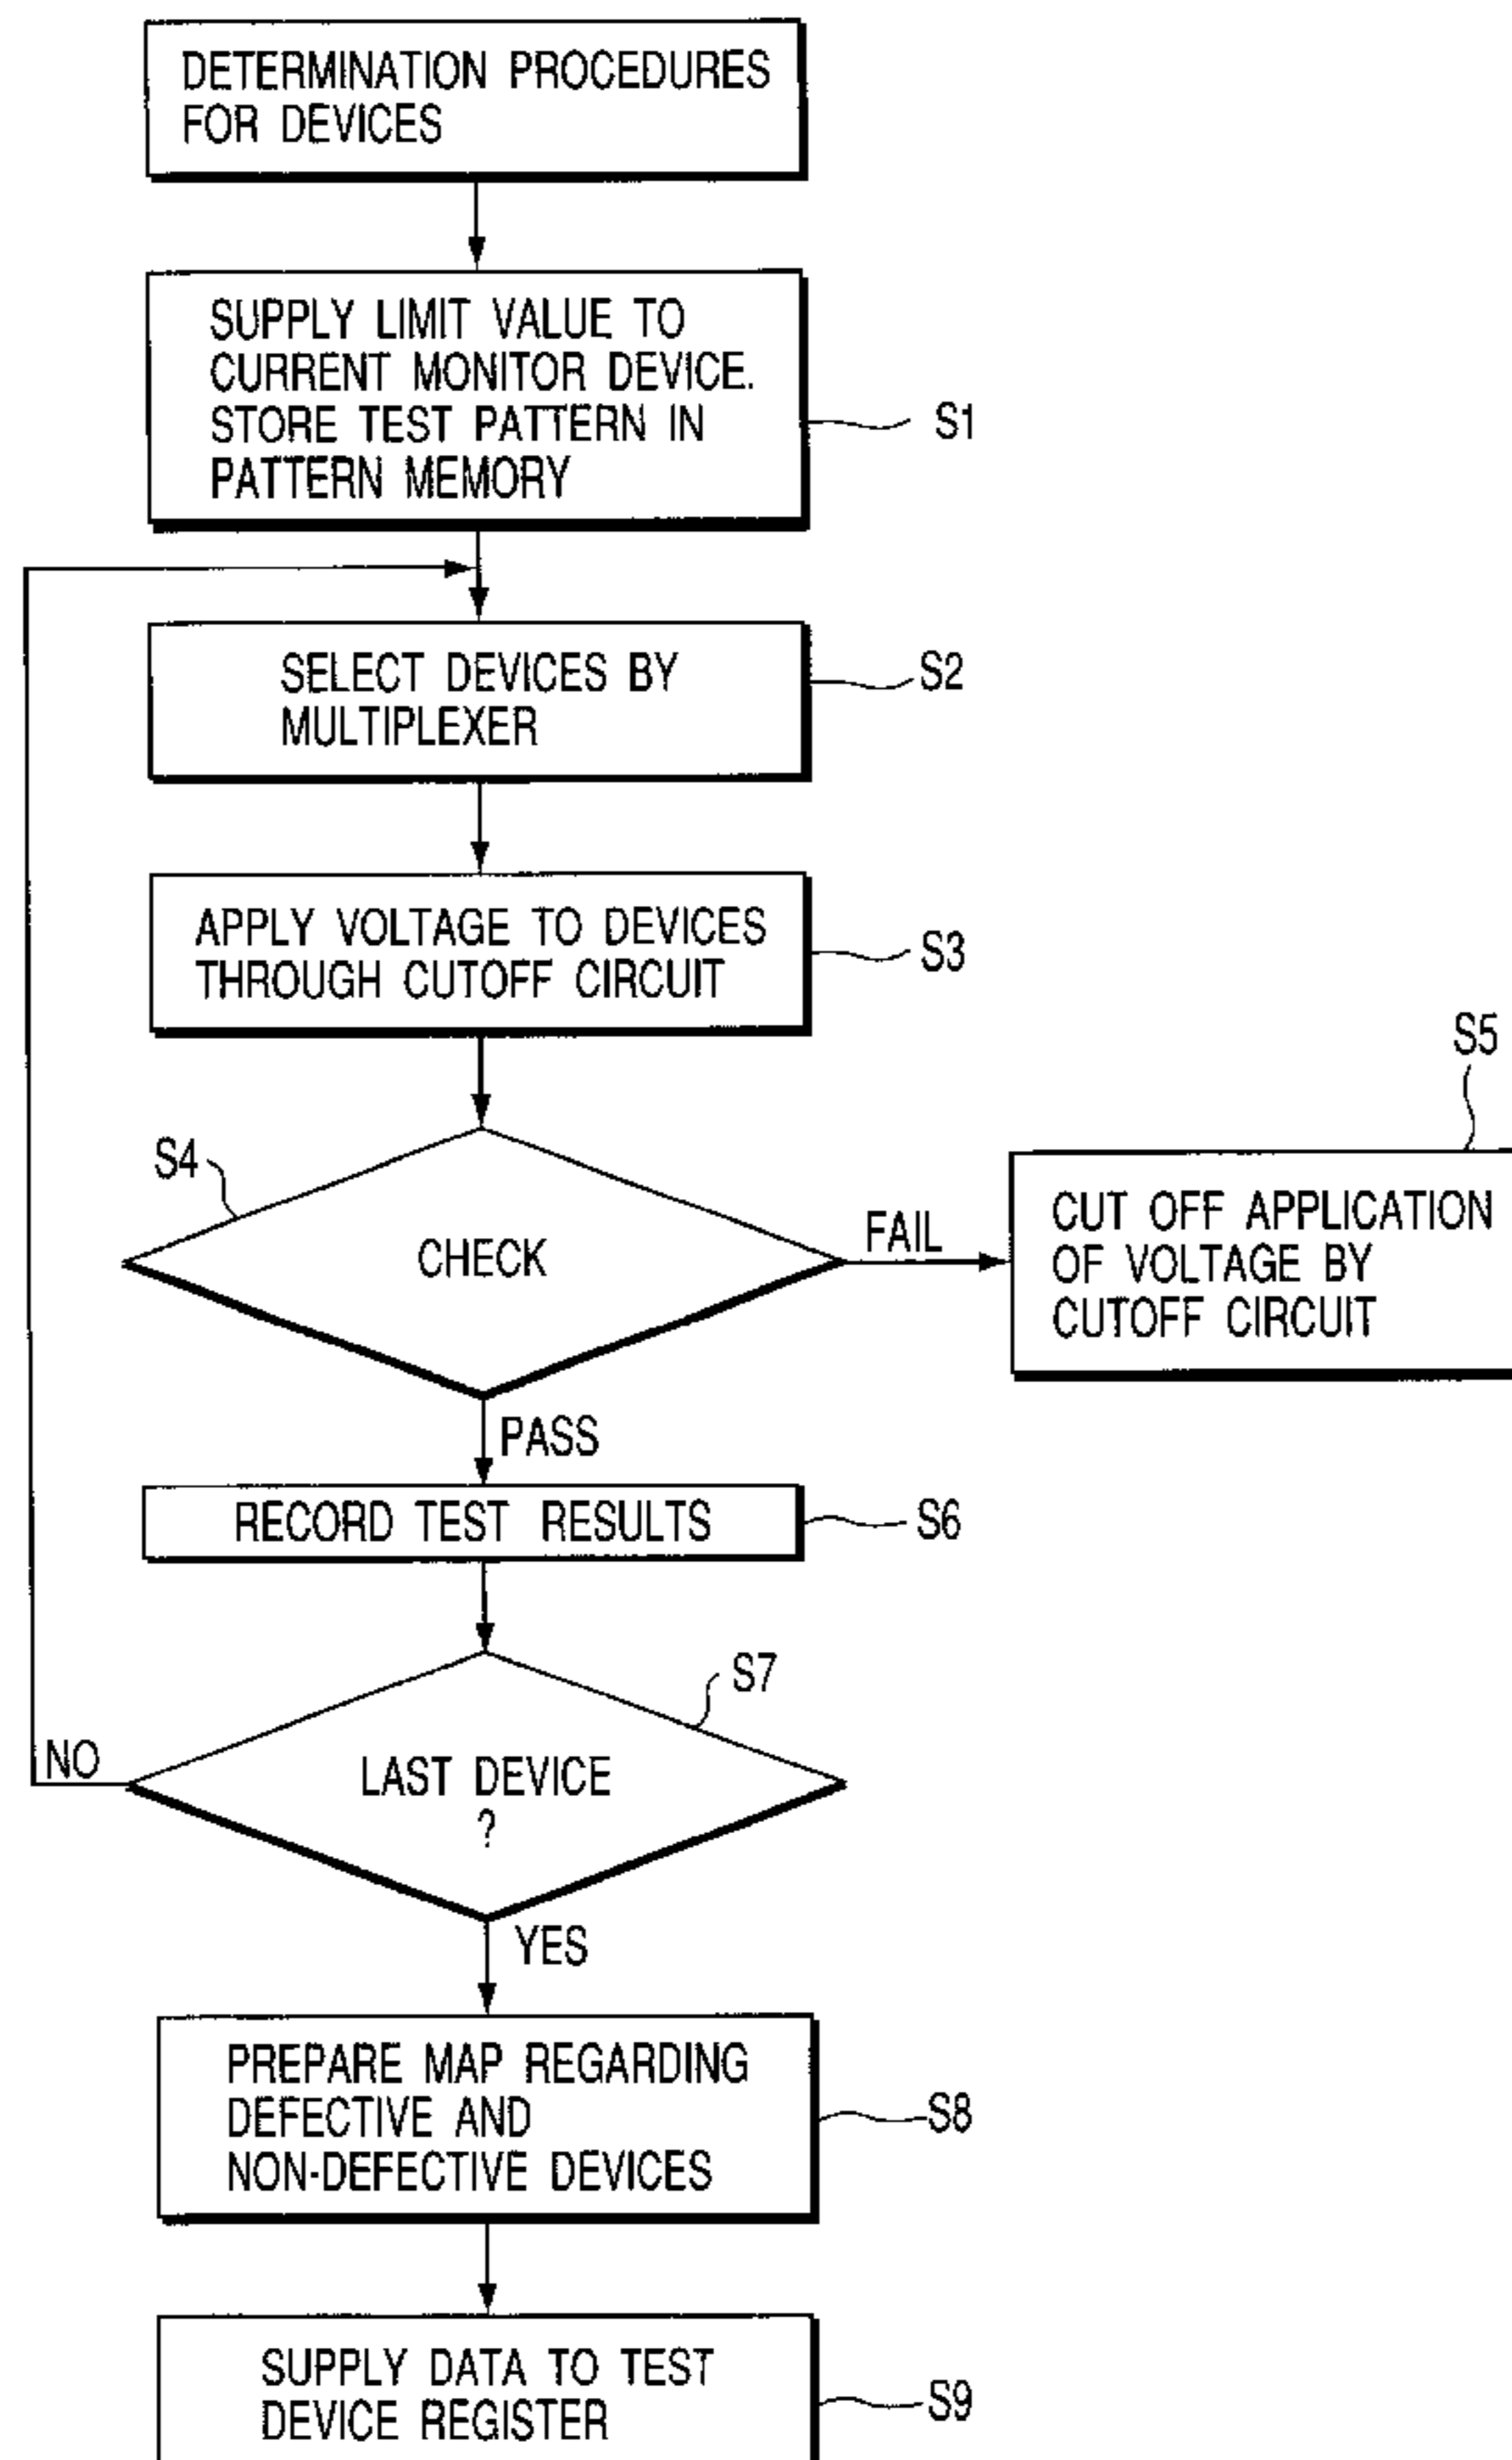 DETERMINATION PROCEDURES
FOR DEVICES
SUPPLY LIMIT VALUE TO
CURRENT MONITOR DEVICE.
STORE TEST PATTERN IN
PATTERN MEMORY
S1
SELECT DEVICES BY
MULTIPLEXER
S2
APPLY VOLTAGE TO DEVICES
THROUGH CUTOFF CIRCUIT
S3
S4
CHECK
FAIL
S5
CUT OFF APPLICATION
OF VOLTAGE BY
CUTOFF CIRCUIT
PASS
RECORD TEST RESULTS
S6
S7
LAST DEVICE
?
NO
YES
PREPARE MAP REGARDING
DEFECTIVE AND
NON-DEFECTIVE DEVICES
S8
SUPPLY DATA TO TEST
DEVICE REGISTER
S9